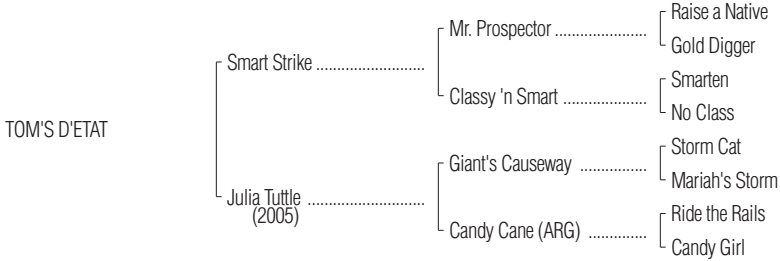 Raise a Native
Mr. Prospector ......................
Gold Digger
Smart Strike ..........................
Smarten
Classy 'n Smart ....................
No Class
TOM'S D'ETAT
Storm Cat
Giant's Causeway ................
Mariah's Storm
Julia Tuttle ............................
(2005)
Ride the Rails
Candy Cane (ARG) ..............
Candy Girl